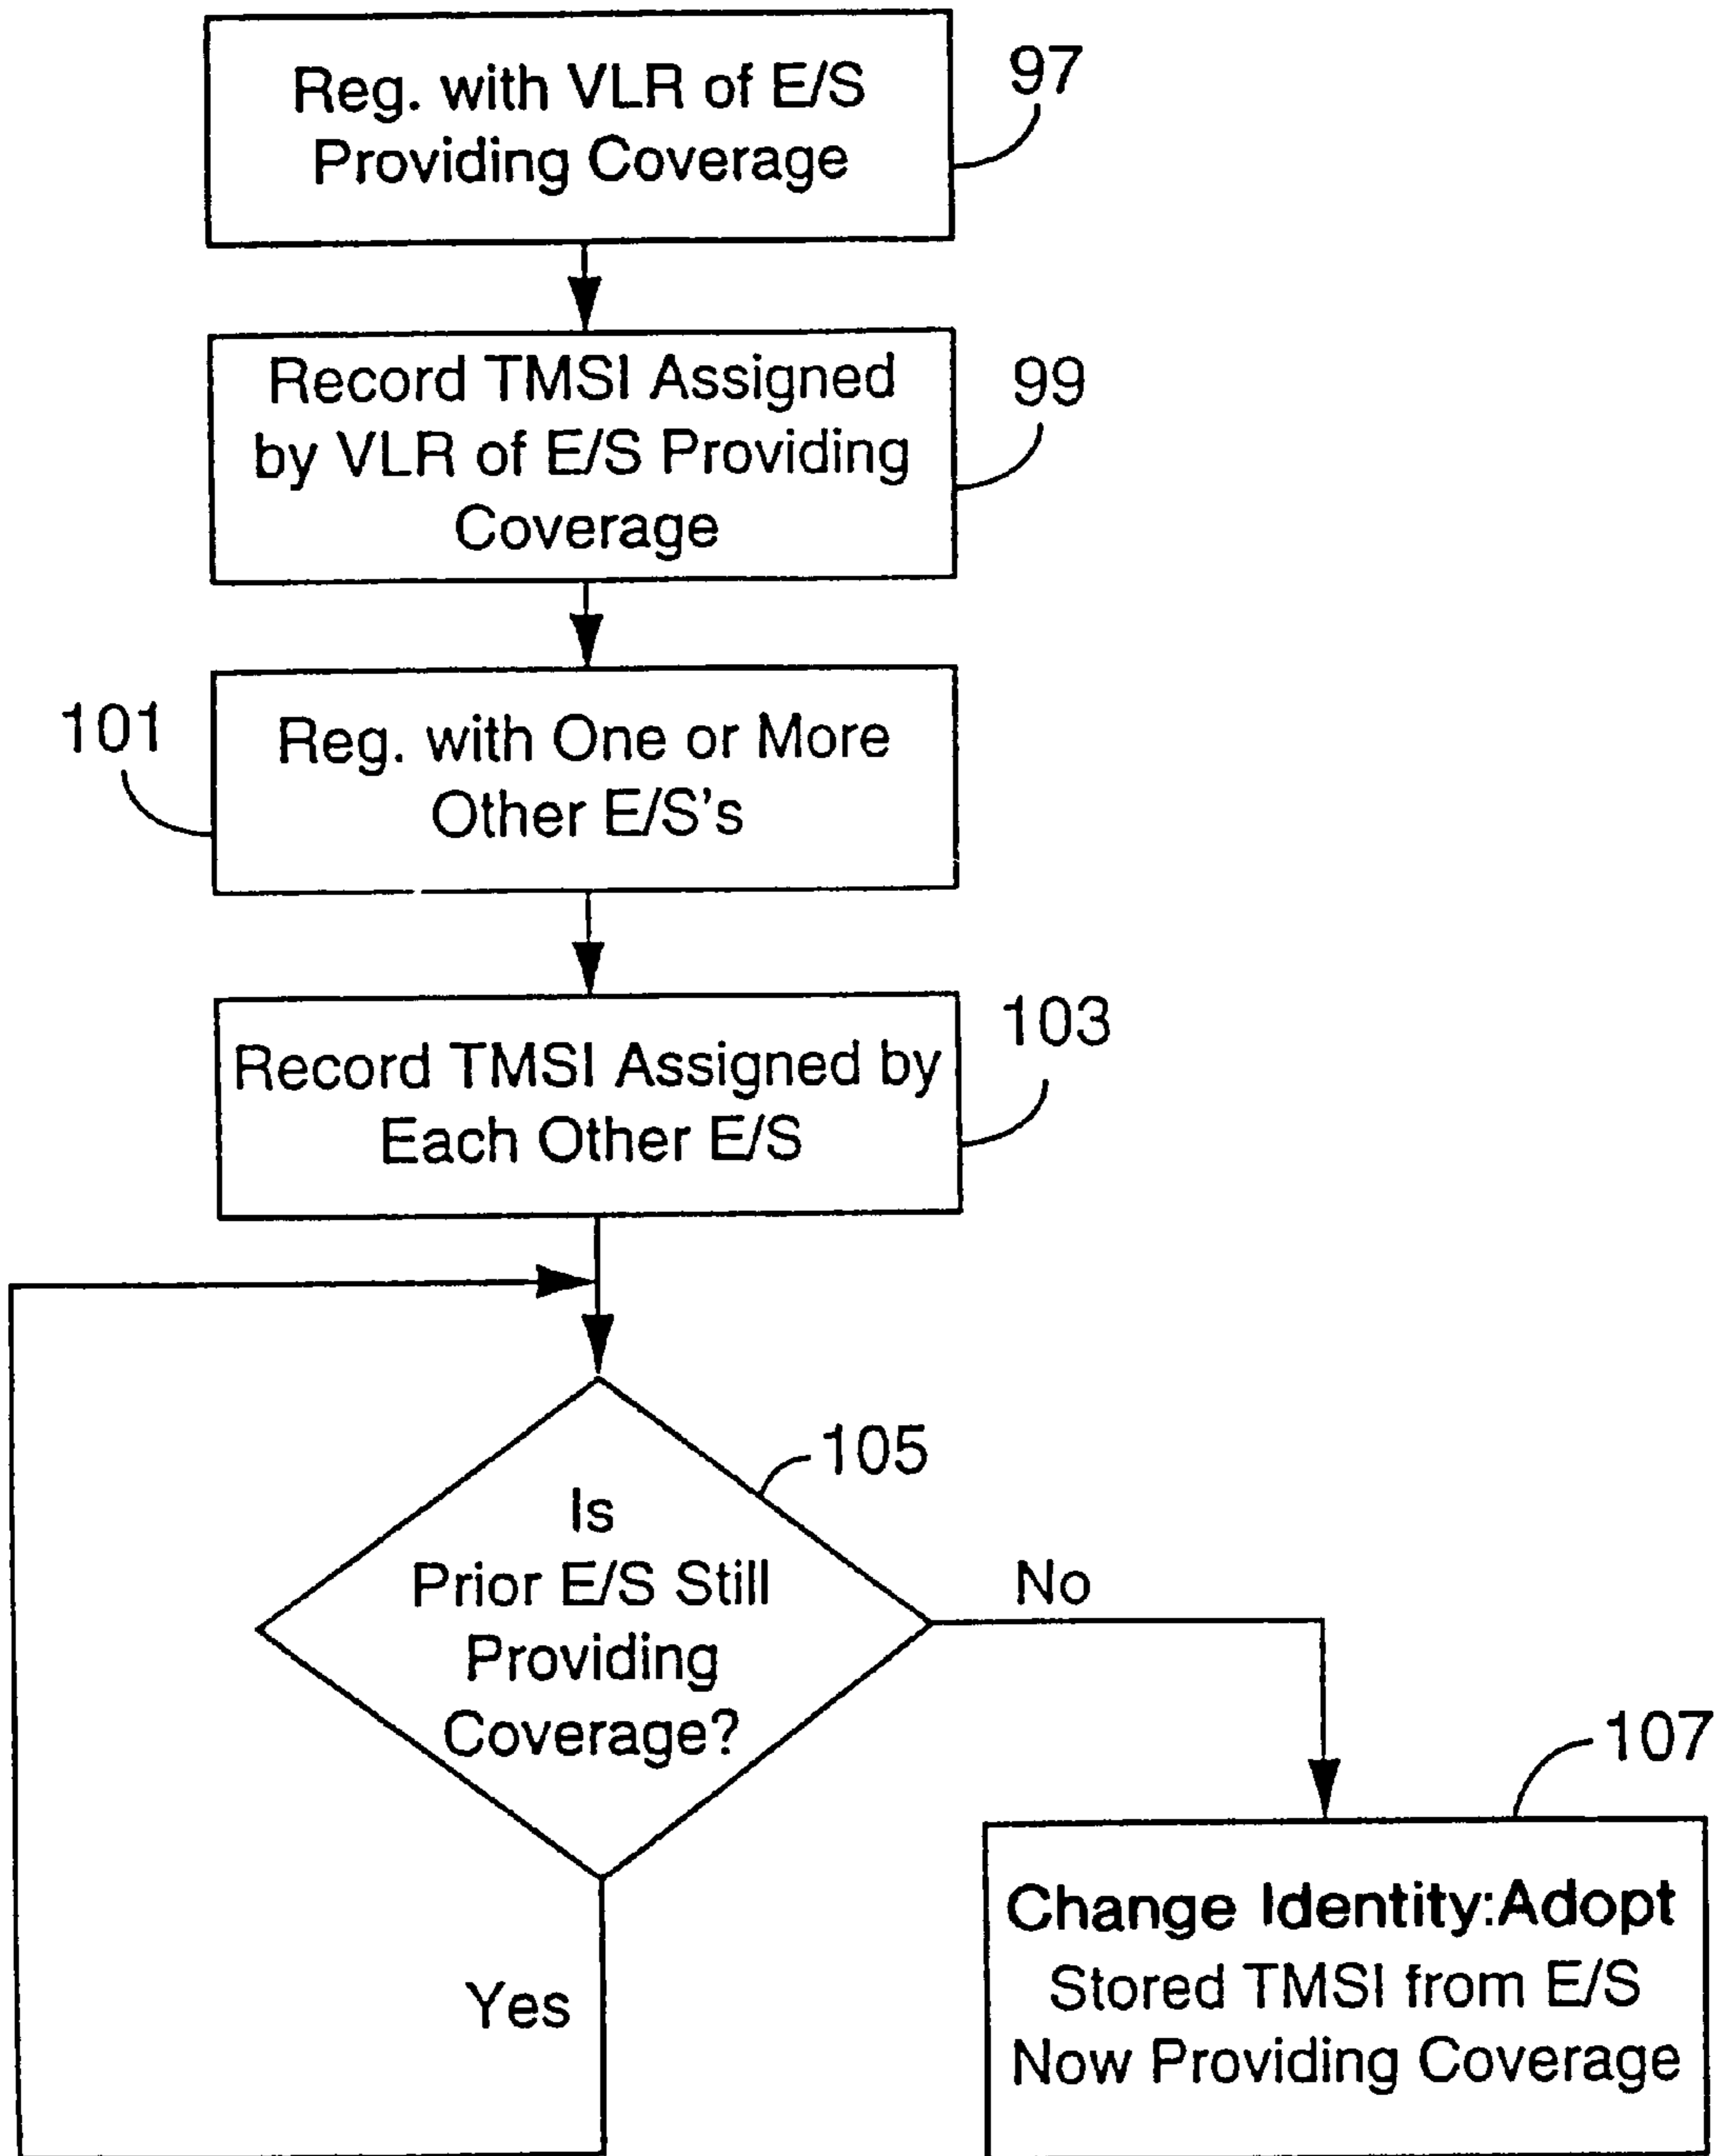 Reg. with VLR of E/S
Providing Coverage
97
Record TMSI Assigned
by VLR of E/S Providing
Coverage
99
101
Reg. with One or More
Other E/S's
Record TMSI Assigned by
Each Other E/S
103
105
Is
Prior E/S Still
Providing
Coverage?
No
Yes
107
Change Identity:Adopt
Stored TMSI from E/S
Now Providing Coverage